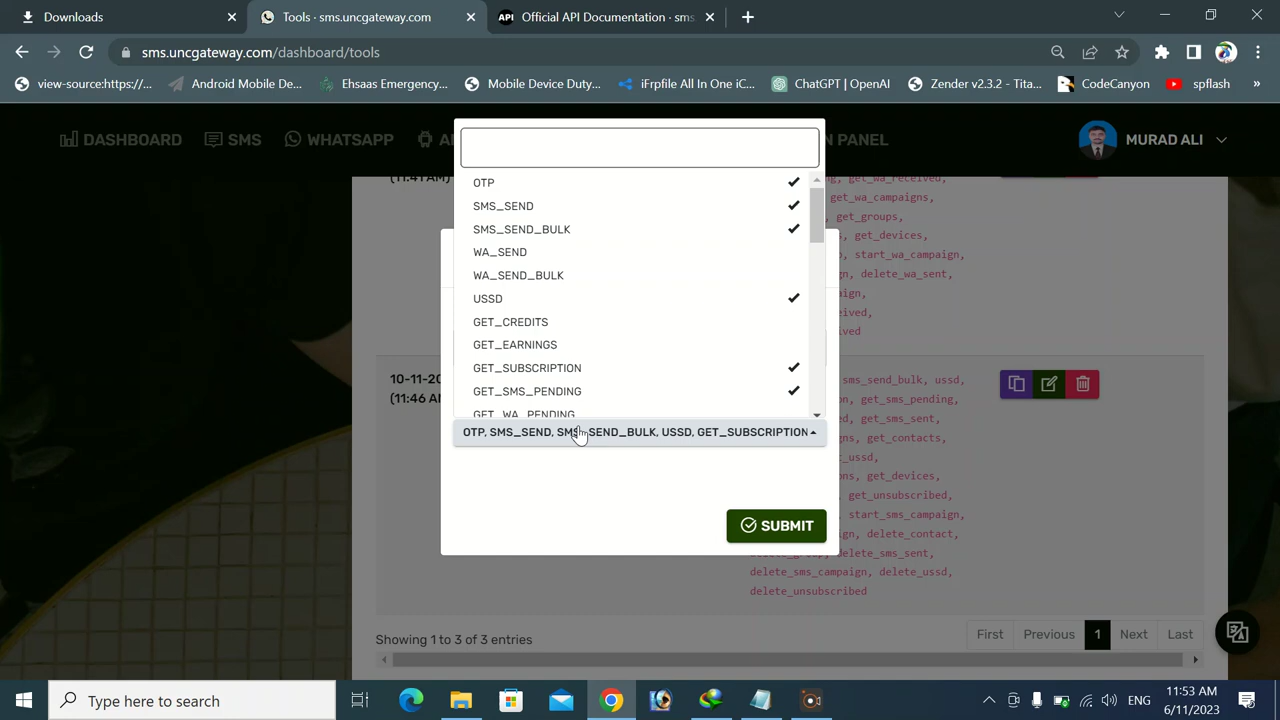 Downloads
Tools · sms.uncgateway.com
API
Official API Documentation - sms
sms.uncgateway.com/dashboard/tools
view-source:https://...
Android Mobile De...
Ehsaas Emergency...
Mobile Device Duty...
iFrpfile All In One iC...
ChatGPT | OpenAI
Zender v2.3.2 - Tita...
CodeCanyon
spflash
»
DASHBOARD
SMS
WHATSAPP
MURAD ALI
(11:41 AM)
get_wa_received,
get_wa_campaigns,
get_groups,
get_devices,
start_wa_campaign,
delete_wa_sent,
OTP
SMS_SEND
SMS_SEND_BULK
WA_SEND
WA_SEND_BULK
USSD
GET_CREDITS
GET_EARNINGS
GET_SUBSCRIPTION
GET_SMS_PENDING
GET_WA_PENDING
OTP, SMS_SEND, SMS_SEND_BULK, USSD, GET_SUBSCRIPTION
SUBMIT
(11:46
sms_send_bulk, ussd,
get_sms_pending,
get_sms_sent,
get_contacts,
get_devices,
get_unsubscribed,
start_sms_campaign,
delete_contact,
delete_sms_sent,
delete_sms_campaign, delete_ussd,
delete_unsubscribed
Showing 1 to 3 of 3 entries
First
Previous
1
Next
Last
Type here to search
ENG
11:53 AM
6/11/2023